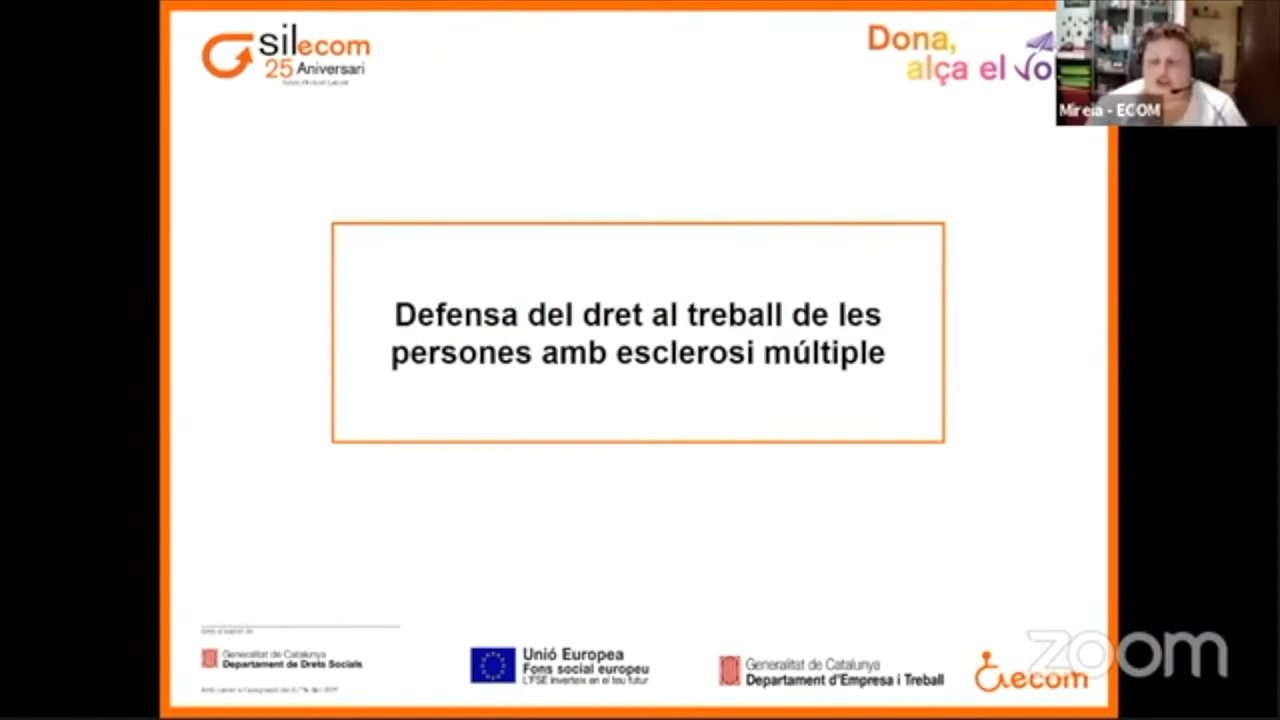 silecom
25 Aniversari
Dona,
alça el vo
Mireia - ECOM
Defensa del dret al treball de les
persones amb esclerosi múltiple
Generalitat de Catalunya
Departament de Drets Socials
Unió Europea
Fons social europeu
L'FSE inverteix en el teu futur
Generalitat de Catalunya
Departament d'Empresa i Treball
ecom
zoom